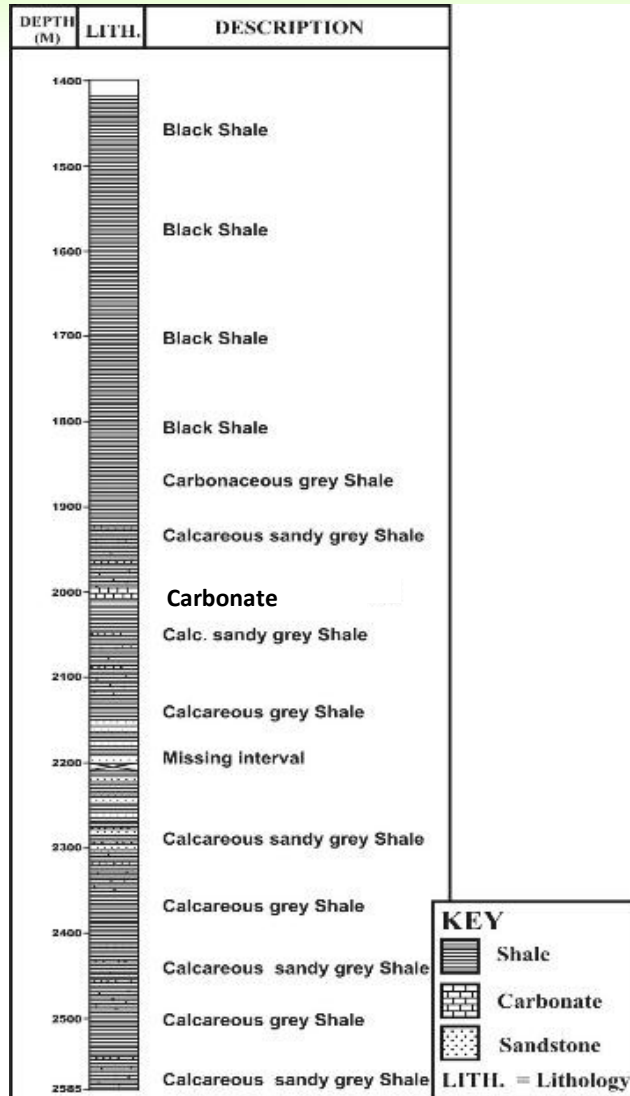 DEPTH (M) LITH. DESCRIPTION
1400
Black Shale
1500
Black Shale
1600
1700 Black Shale
1800 Black Shale
Carbonaceous grey Shale
1900
Calcareous sandy grey Shale
2000 Carbonate
Calc. sandy grey Shale
2100
Calcareous grey Shale
2200 Missing interval
Calcareous sandy grey Shale
2300
Calcareous grey Shale
2400
Calcareous sandy grey Shale
2500 Calcareous grey Shale
Calcareous sandy grey Shale
2585
KEY
Shale
Carbonate
Sandstone
LITH. = Lithology